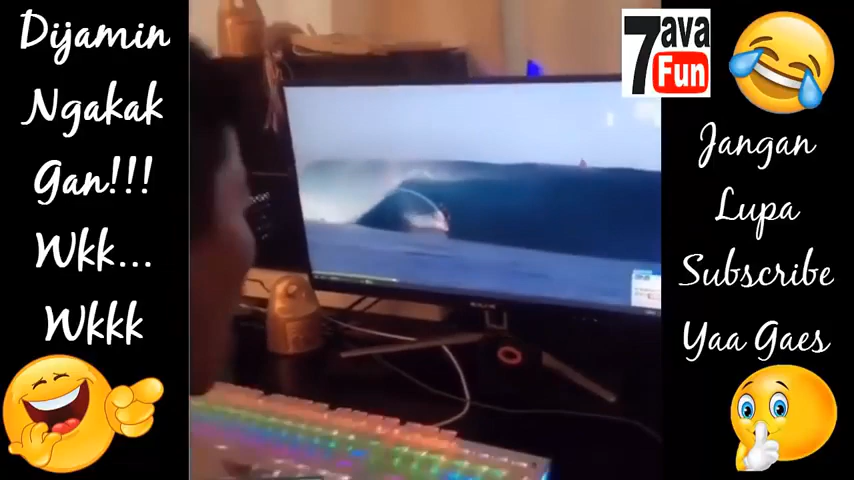 Dijamin
Ngakak
Gan!!!
Wkk...
Wkkk
7ava
Fun
Jangan
Lupa
Subscribe
Yaa Gaes